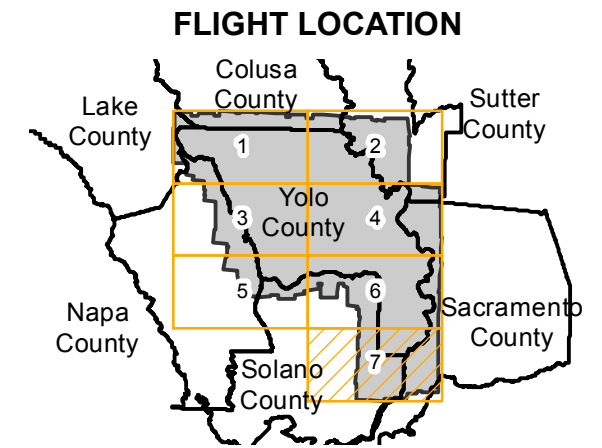 FLIGHT LOCATION
Colusa
County
Lake
County
Sutter
County
1
2
Yolo
County
3
4
5
6
Napa
County
Sacramento
County
Solano
County
7